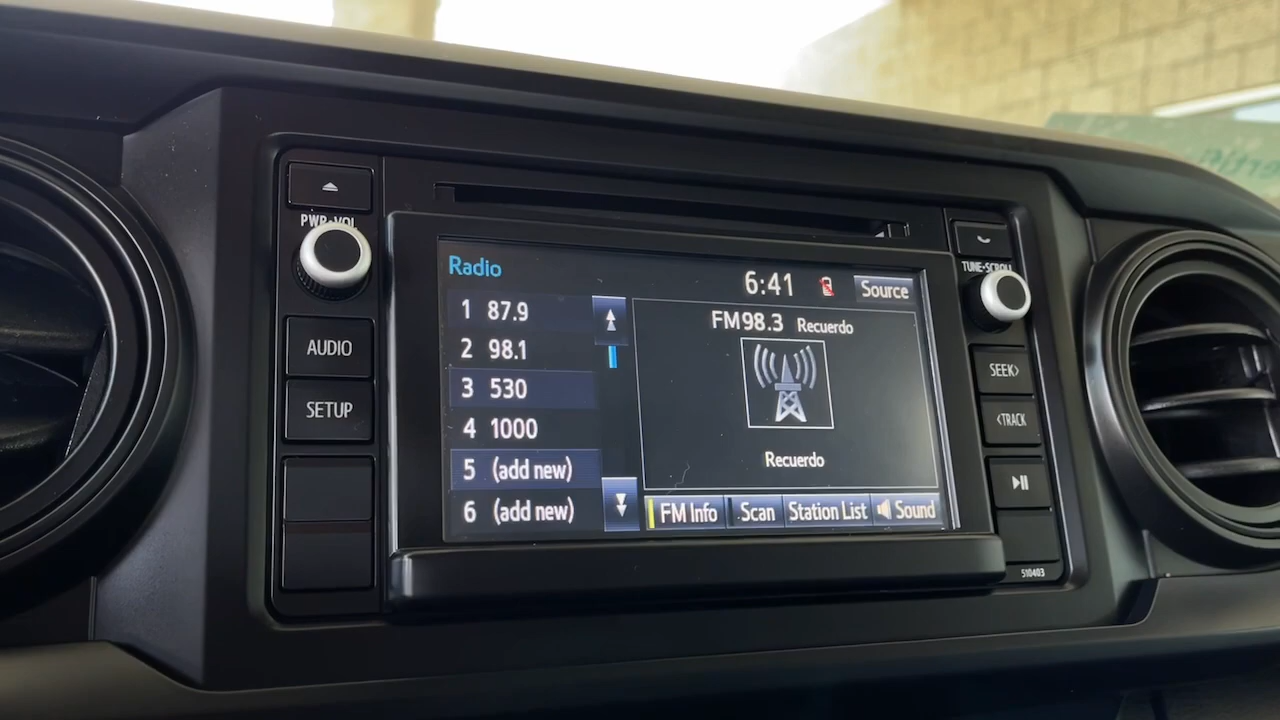 PWR•VOL
AUDIO
SETUP
Radio
6:41
Source
1 87.9
2 98.1
3 530
4 1000
5 (add new)
6 (add new)
FM 98.3 Recuerdo
Recuerdo
FM Info
Scan
Station List
Sound
TUNE•SCROLL
SEEK>
<TRACK
510403